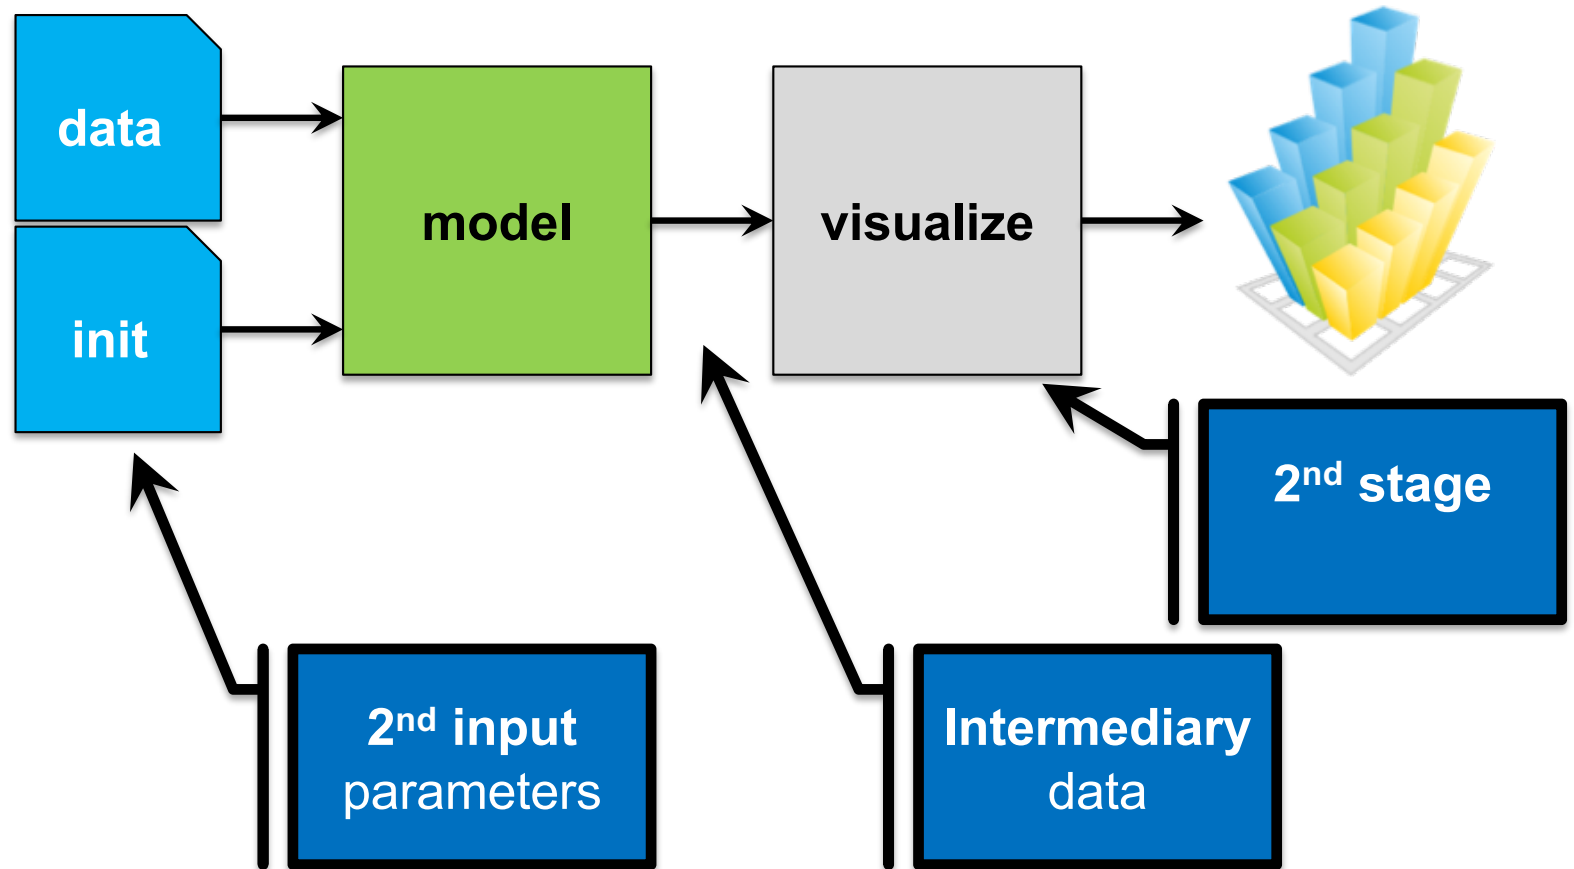 data
init
model
visualize
2nd stage
2nd input
parameters
Intermediary
data